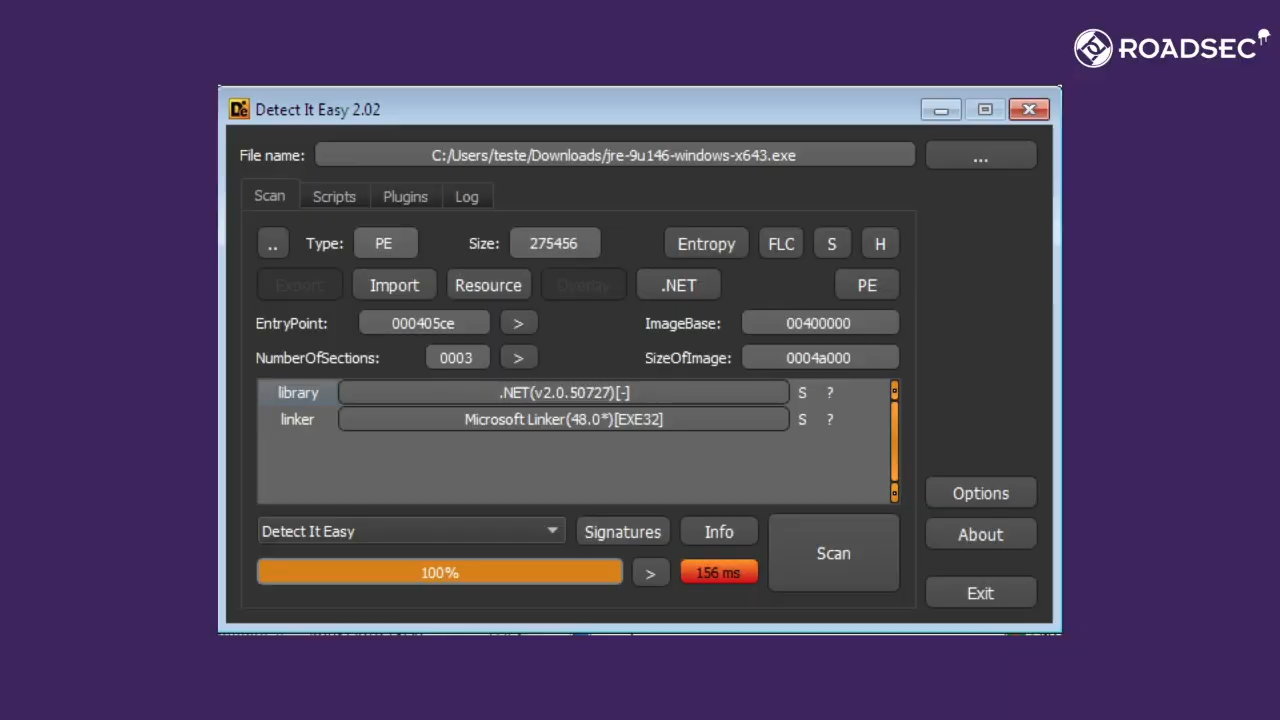 ROADSEC
Detect It Easy 2.02
File name: C:/Users/teste/Downloads/jre-9u146-windows-x643.exe ...
Scan Scripts Plugins Log
.. Type: PE Size: 275456 Entropy FLC S H
Export Import Resource Overlay .NET PE
EntryPoint: 000405ce > ImageBase: 00400000
NumberOfSections: 0003 > SizeOfImage: 0004a000
library .NET(v2.0.50727)[-] S ?
linker Microsoft Linker(48.0*)[EXE32] S ?
Options
Detect It Easy Signatures Info Scan About
100% > 156 ms
Exit